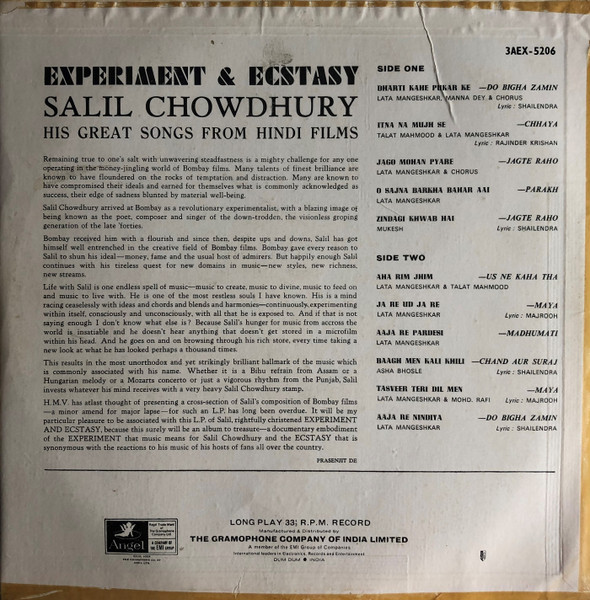 3AEX-5206
EXPERIMENT & ECSTASY
SALIL CHOWDHURY
HIS GREAT SONGS FROM HINDI FILMS
Remaining true to one's salt with unwavering steadfastness is a mighty challenge for any one
operating in the money-jingling world of Bombay films. Many talents of finest brilliance are
known to have floundered on the rocks of temptation and distraction. Many are known to
have compromised their ideals and earned for themselves what is commonly acknowledged as
success, their edge of sadness blunted by material well-being.
Salil Chowdhury arrived at Bombay as a revolutionary experimentalist, with a blazing image of
being known as the poet, composer and singer of the down-trodden, the visionless groping
generation of the late 'forties.
Bombay received him with a flourish and since then, despite ups and downs, Salil has got
himself well entrenched in the creative field of Bombay films. Bombay gave every reason to
Salil to shun his ideal—money, fame and the usual host of admirers. But happily enough Salil
continues with his tireless quest for new domains in music—new styles, new richness,
new streams.
Life with Salil is one endless spell of music—music to create, music to divine, music to feed on
and music to live with. He is one of the most restless souls I have known. His is a mind
racing ceaselessly with ideas and chords and blends and harmonies—continuously, experimenting
within itself, consciously and unconsciously, with all that he is exposed to. And if that is not
saying enough I don't know what else is? Because Salil's hunger for music from accross the
world is insatiable and he doesn't hear anything that doesn't get stored in a microfilm
within his head. And he goes on and on browsing through his rich store, every time taking a
new look at what he has looked perhaps a thousand times.
This results in the most unorthodox and yet strikingly brilliant hallmark of the music which
is commonly associated with his name. Whether it is a Bihu refrain from Assam or a
Hungarian melody or a Mozarts concerto or just a vigorous rhythm from the Punjab, Salil
invests whatever his mind receives with a very heavy Salil Chowdhury stamp.
H.M.V. has atlast thought of presenting a cross-section of Salil's composition of Bombay films
—a minor amend for major lapse—for such an L.P. has long been overdue. It will be my
particular pleasure to be associated with this L.P. of Salil, rightfully christened EXPERIMENT
AND ECSTASY, because this surely will be an album to treasure—a documentary embodiment
of the EXPERIMENT that music means for Salil Chowdhury and the ECSTASY that is
synonymous with the reactions to his music of his hosts of fans all over the country.
PRASENJIT DE
SIDE ONE
DHARTI KAHE PUKAR KE —DO BIGHA ZAMIN
LATA MANGESHKAR, MANNA DEY & CHORUS
Lyric : SHAILENDRA
ITNA NA MUJH SE —CHHAYA
TALAT MAHMOOD & LATA MANGESHKAR
Lyric : RAJINDER KRISHAN
JAGO MOHAN PYARE —JAGTE RAHO
LATA MANGESHKAR & CHORUS
O SAJNA BARKHA BAHAR AAI —PARAKH
LATA MANGESHKAR
ZINDAGI KHWAB HAI —JAGTE RAHO
MUKESH Lyric : SHAILENDRA
SIDE TWO
AHA RIM JHIM —US NE KAHA THA
LATA MANGESHKAR & TALAT MAHMOOD
JA RE UD JA RE —MAYA
LATA MANGESHKAR Lyric : MAJROOH
AAJA RE PARDESI —MADHUMATI
LATA MANGESHKAR
BAAGH MEN KALI KHILI —CHAND AUR SURAJ
ASHA BHOSLE Lyric : SHAILENDRA
TASVEER TERI DIL MEN —MAYA
LATA MANGESHKAR & MOHD. RAFI Lyric : MAJROOH
AAJA RE NINDIYA —DO BIGHA ZAMIN
LATA MANGESHKAR Lyric : SHAILENDRA
Angel
LONG PLAY 33⅓ R.P.M. RECORD
Manufactured & Distributed by
THE GRAMOPHONE COMPANY OF INDIA LIMITED
A member of the EMI Group of Companies
International leaders in Electronics, Records and Entertainment
DUM DUM ● INDIA